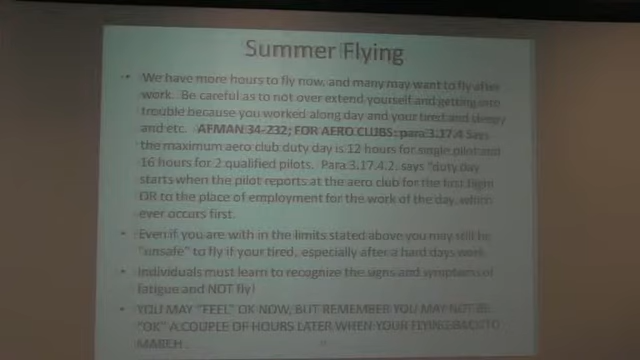 Summer Flying
• We have more hours to fly now, and many may want to fly after
work. Be careful as to not over extend yourself and getting into
trouble because you worked along day and your tired and sleepy
and etc. AFMAN 34-232; FOR AERO CLUBS: para 3.17.4 Says
the maximum aero club duty day is 12 hours for single pilot and
16 hours for 2 qualified pilots. Para 3.17.4.2. says "duty day
starts when the pilot reports at the aero club for the first flight
OR to the place of employment for the work of the day, which
ever occurs first.
• Even if you are with in the limits stated above you may still be
"unsafe" to fly if your tired, especially after a hard days work.
• Individuals must learn to recognize the signs and symptoms of
fatigue and NOT fly!
• YOU MAY "FEEL" OK NOW, BUT REMEMBER YOU MAY NOT BE
"OK" A COUPLE OF HOURS LATER WHEN YOUR FLYING BACK TO
MARCH.